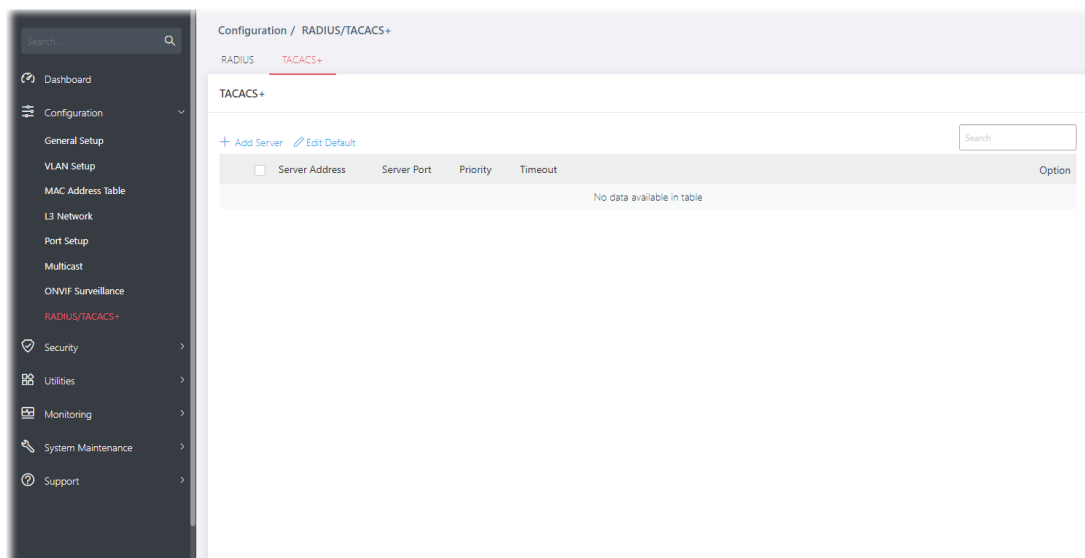 Search...
Dashboard
Configuration
General Setup
VLAN Setup
MAC Address Table
L3 Network
Port Setup
Multicast
ONVIF Surveillance
RADIUS/TACACS+
Security
Utilities
Monitoring
System Maintenance
Support
Configuration / RADIUS/TACACS+
RADIUS TACACS+
TACACS+
Add Server Edit Default Search
Server Address Server Port Priority Timeout Option
No data available in table